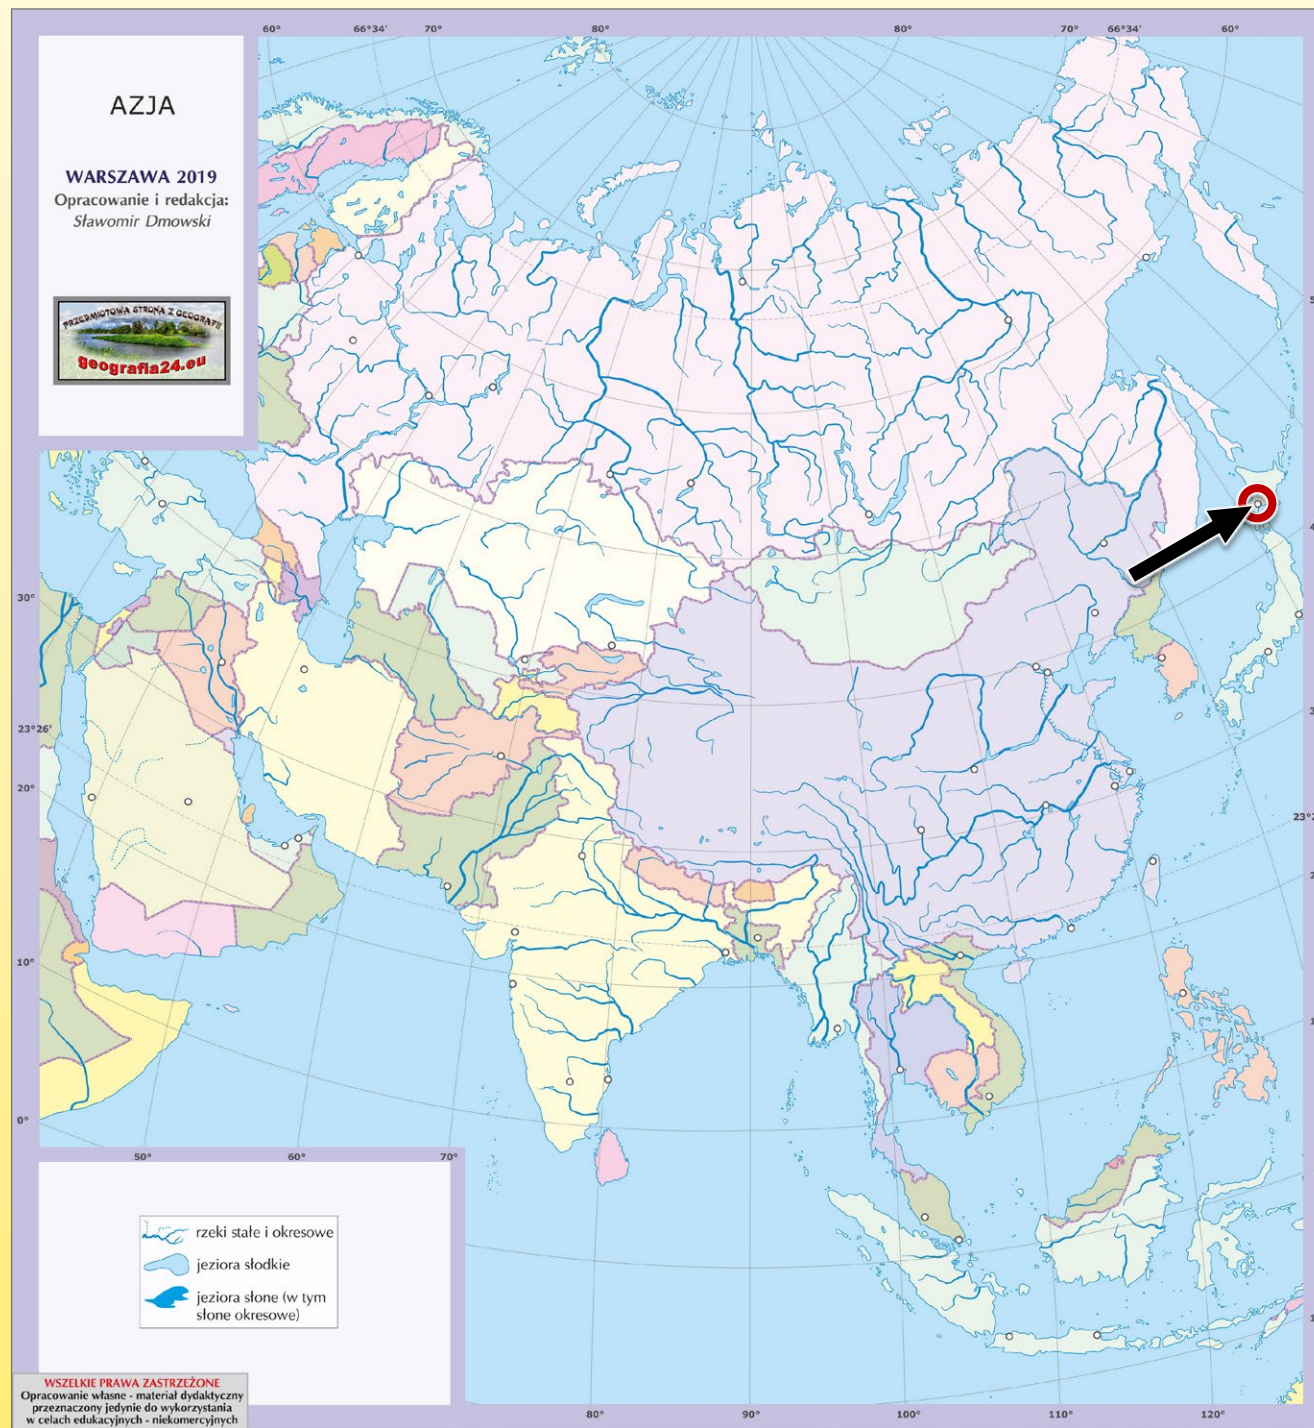 60°
66°34'
70°
80°
80°
70°
66°34'
60°
AZJA
WARSZAWA 2019
Opracowanie i redakcja:
Sławomir Dmowski
PRZEDMIOTOWA STRONA Z GEOGRAFII
geografia24.eu
30°
23°26'
20°
10°
0°
50°
60°
70°
rzeki stałe i okresowe
jeziora słodkie
jeziora słone (w tym
słone okresowe)
WSZELKIE PRAWA ZASTRZEŻONE
Opracowanie własne - materiał dydaktyczny
przeznaczony jedynie do wykorzystania
w celach edukacyjnych - niekomercyjnych
80°
90°
100°
110°
120°